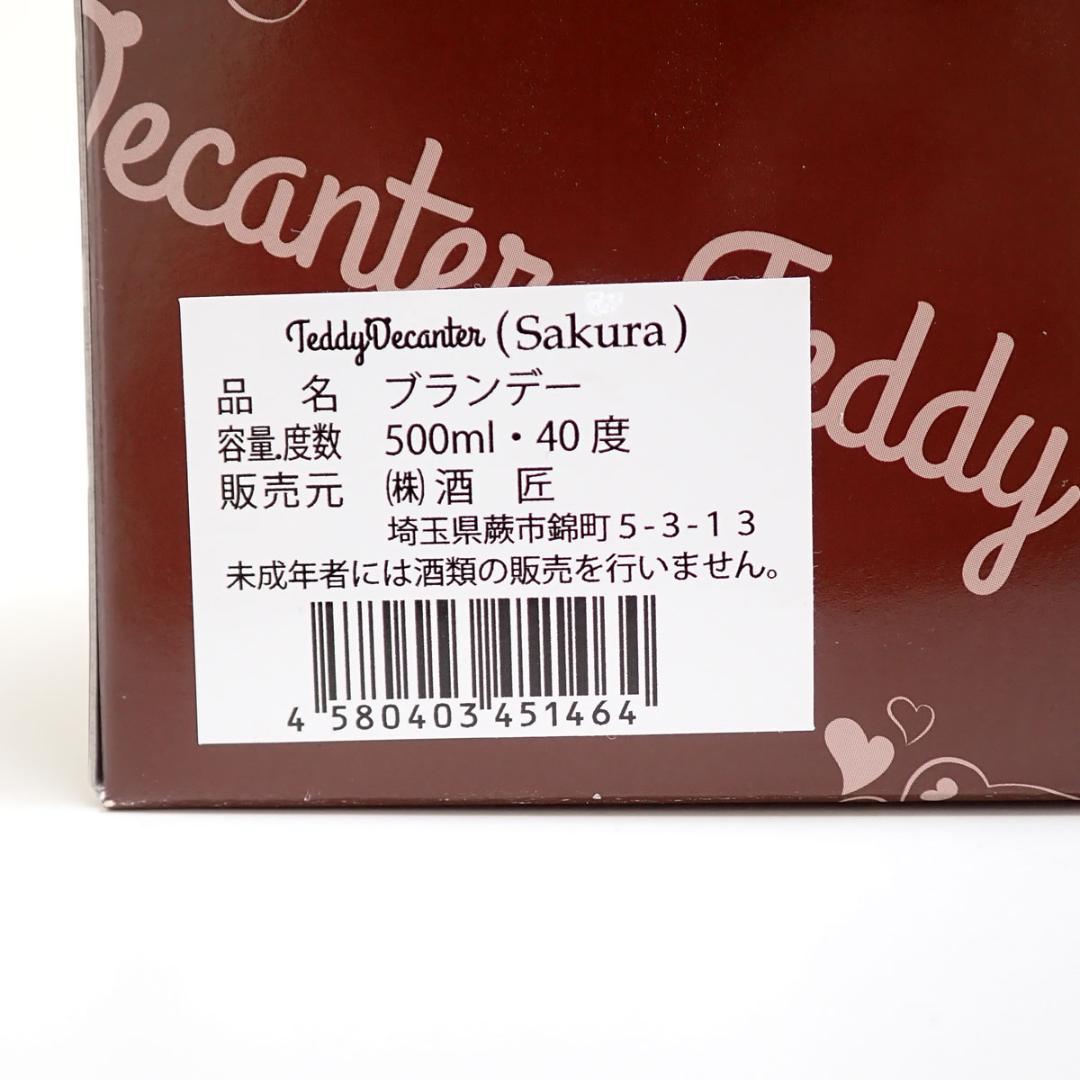 Decanter
Teddy
TeddyDecanter (Sakura)
品　名　ブランデー
容量.度数　500ml・40度
販売元　㈱酒　匠
埼玉県蕨市錦町5-3-13
未成年者には酒類の販売を行いません。
4 580403 451464